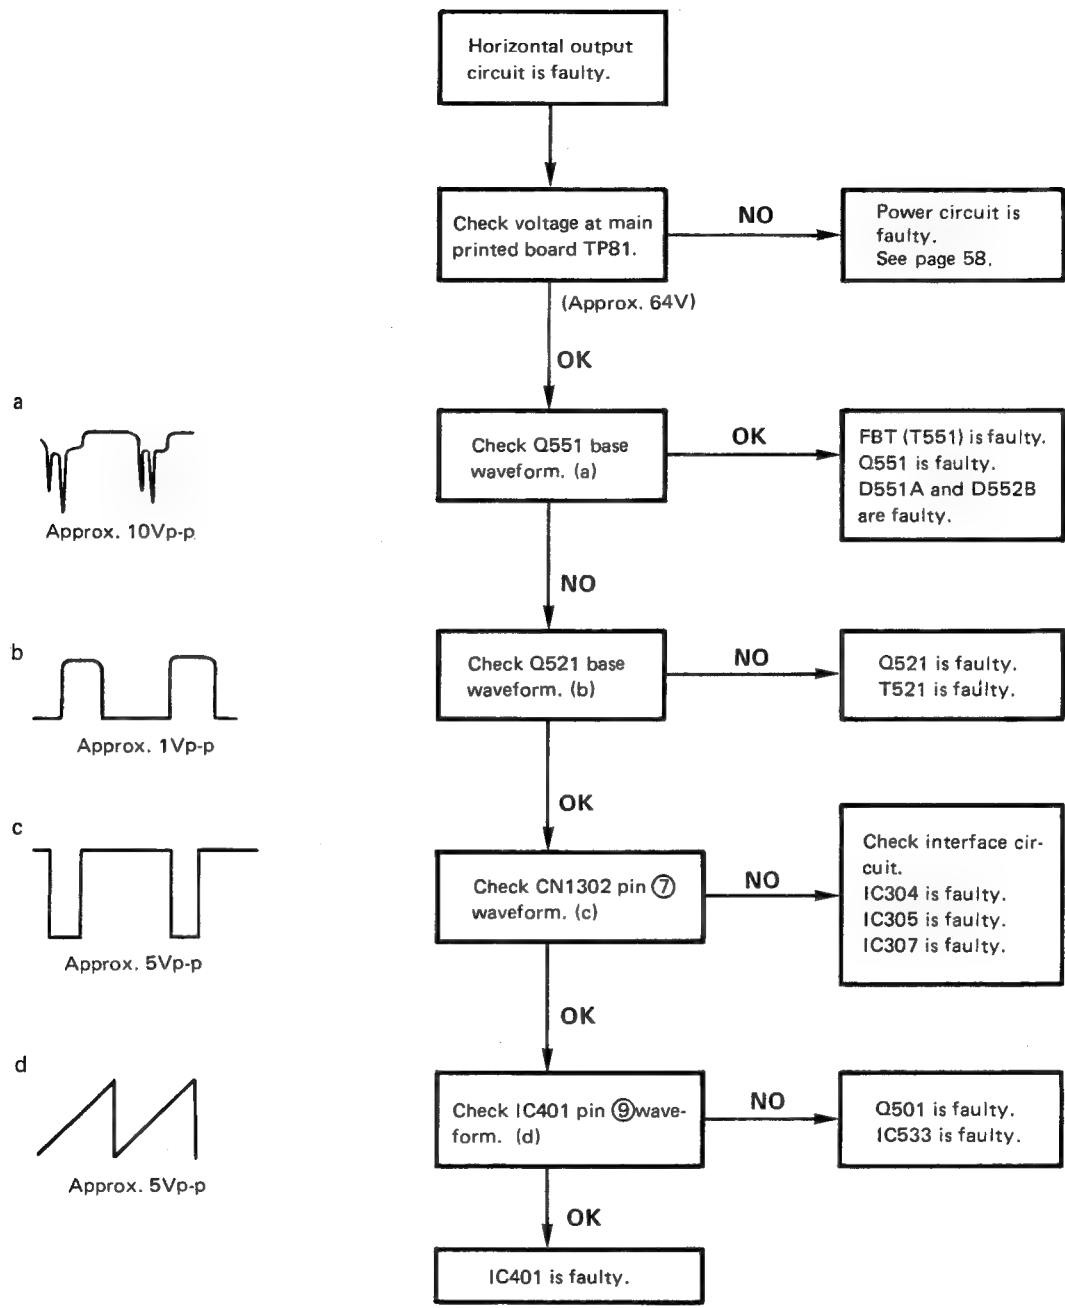 Horizontal output
circuit is faulty.
Check voltage at main
printed board TP81.
NO
Power circuit is
faulty.
See page 58.
(Approx. 64V)
OK
a
Approx. 10Vp-p
Check Q551 base
waveform. (a)
OK
FBT (T551) is faulty.
Q551 is faulty.
D551A and D552B
are faulty.
NO
b
Approx. 1Vp-p
Check Q521 base
waveform. (b)
NO
Q521 is faulty.
T521 is faulty.
OK
c
Approx. 5Vp-p
Check CN1302 pin ⑦
waveform. (c)
NO
Check interface cir-
cuit.
IC304 is faulty.
IC305 is faulty.
IC307 is faulty.
OK
d
Approx. 5Vp-p
Check IC401 pin ⑨wave-
form. (d)
NO
Q501 is faulty.
IC533 is faulty.
OK
IC401 is faulty.